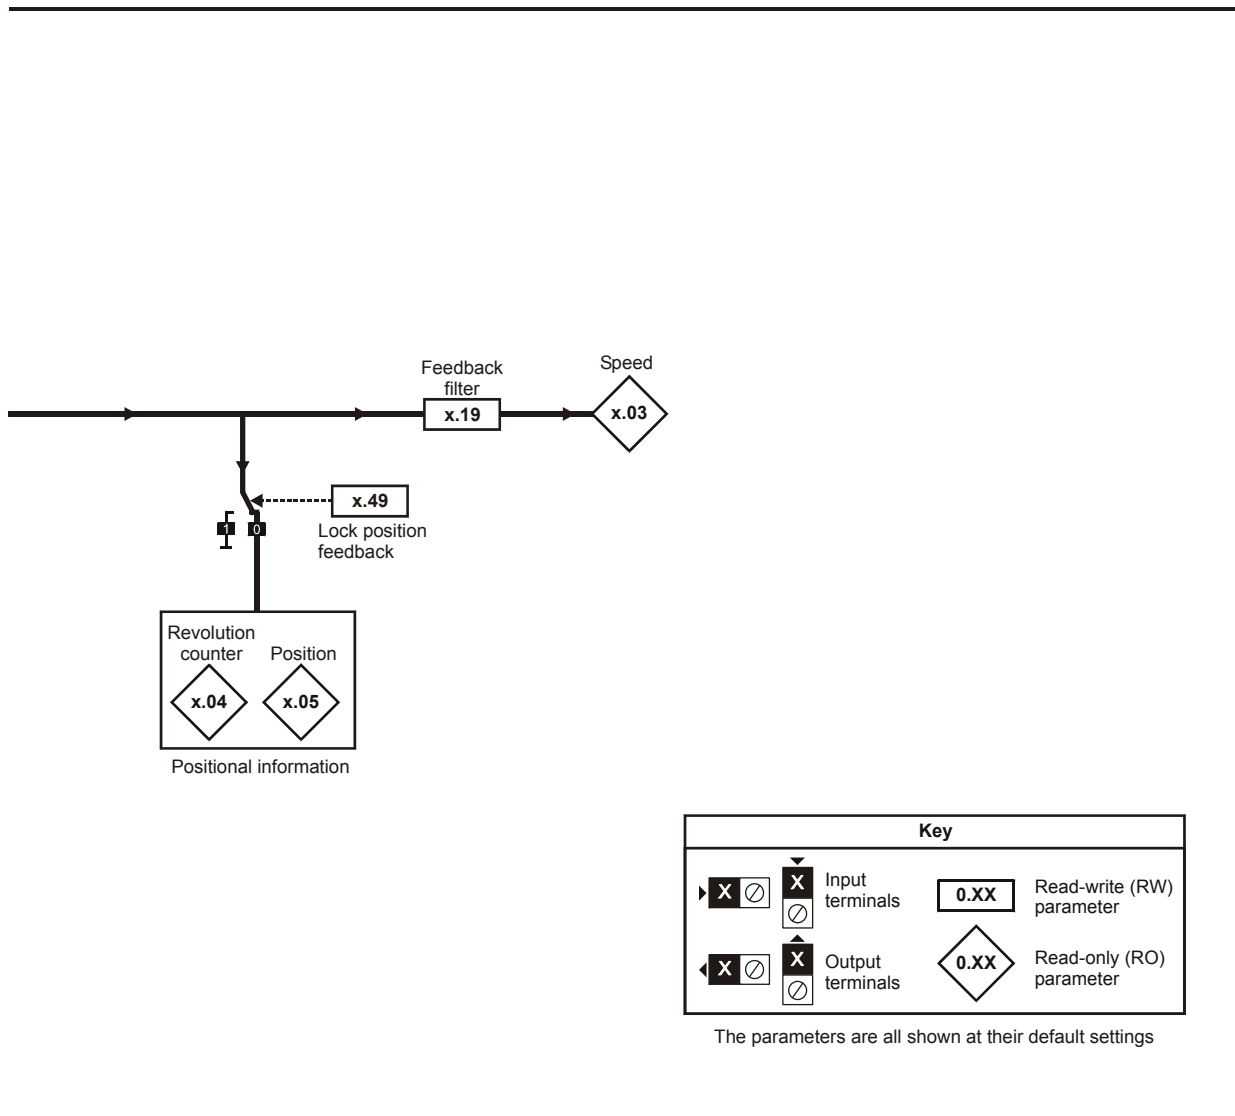 Feedback
filter
x.19
Speed
x.03
x.49
Lock position
feedback
1 0
Revolution
counter
Position
x.04
x.05
Positional information
Key
X
X
Input
terminals
0.XX
Read-write (RW)
parameter
X
X
Output
terminals
0.XX
Read-only (RO)
parameter
The parameters are all shown at their default settings